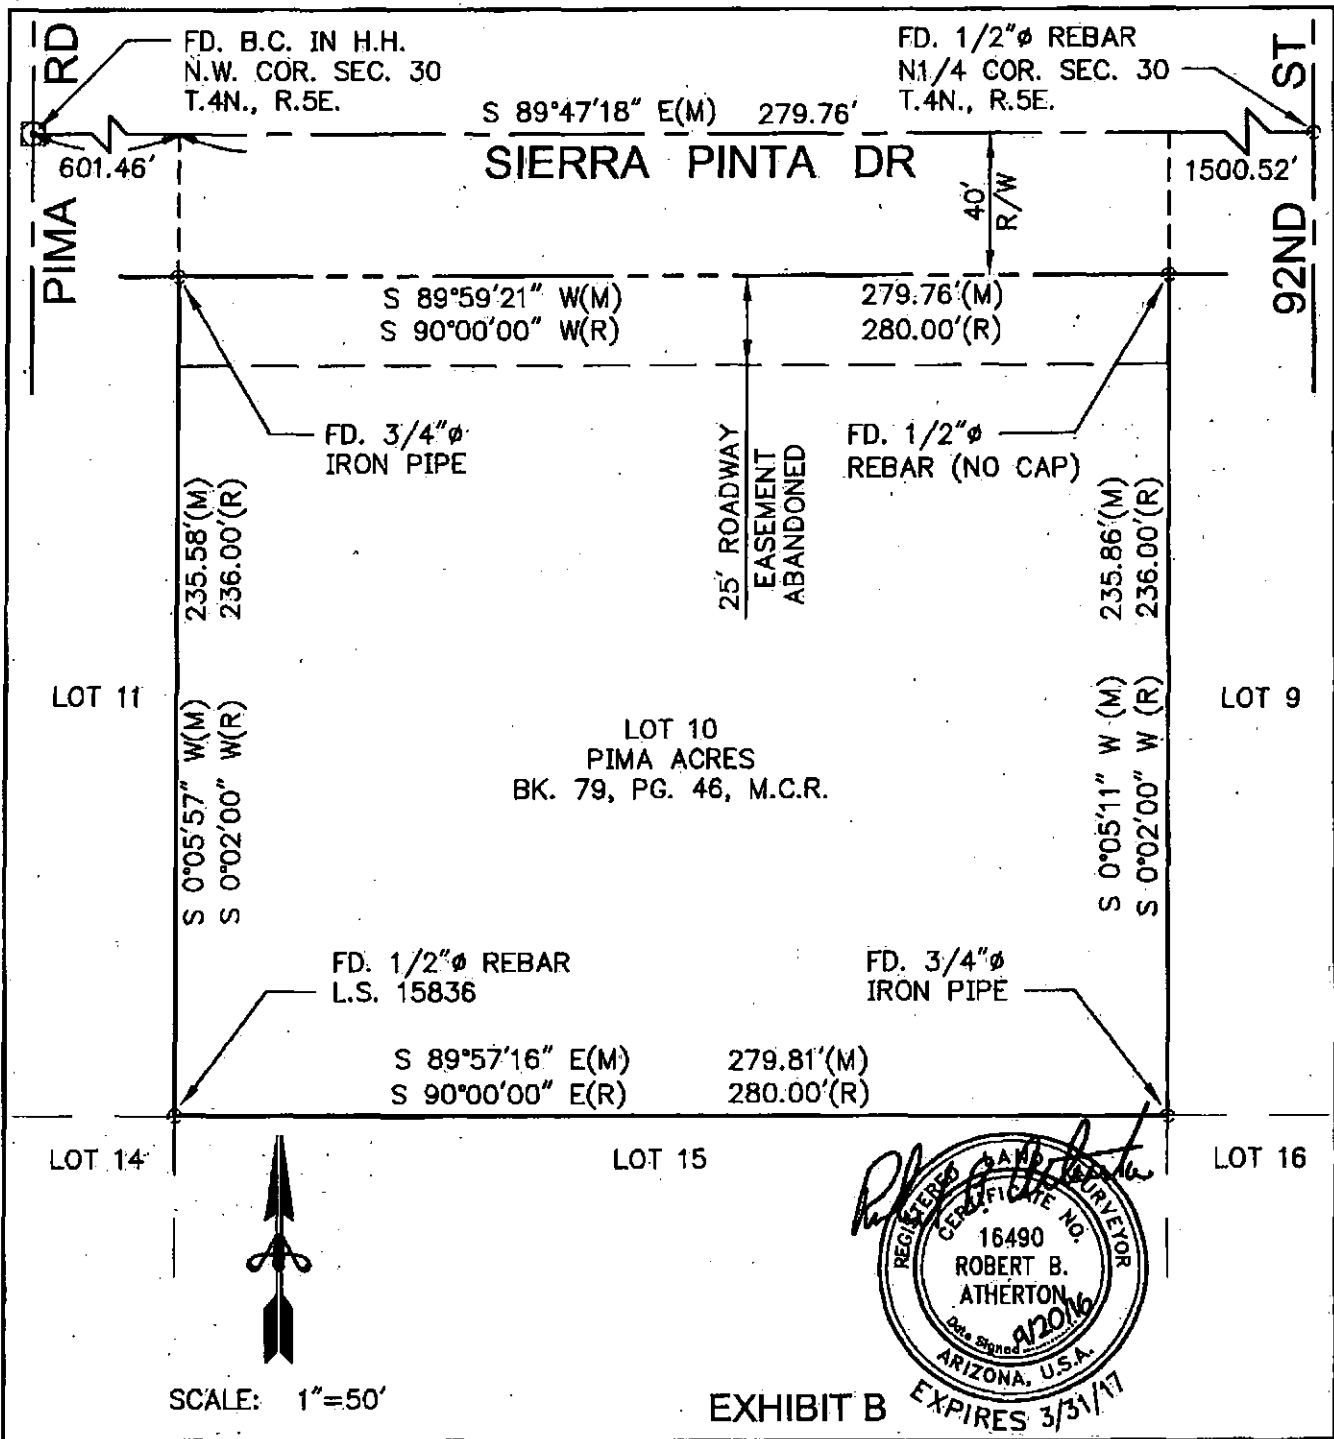 PIMA RD
FD. B.C. IN H.H.
N.W. COR. SEC. 30
T.4N., R.5E.
FD. 1/2"ø REBAR
N1/4 COR. SEC. 30
T.4N., R.5E.
92ND ST
S 89°47'18" E(M) 279.76'
601.46'
SIERRA PINTA DR
1500.52'
40'
R/W
S 89°59'21" W(M) 279.76'(M)
S 90°00'00" W(R) 280.00'(R)
FD. 3/4"ø
IRON PIPE
25' ROADWAY
EASEMENT
ABANDONED
FD. 1/2"ø
REBAR (NO CAP)
S 0°05'57" W(M) 235.58'(M)
S 0°02'00" W(R) 236.00'(R)
S 0°05'11" W (M) 235.86'(M)
S 0°02'00" W (R) 236.00'(R)
LOT 11
LOT 10
PIMA ACRES
BK. 79, PG. 46, M.C.R.
LOT 9
FD. 1/2"ø REBAR
L.S. 15836
FD. 3/4"ø
IRON PIPE
S 89°57'16" E(M) 279.81'(M)
S 90°00'00" E(R) 280.00'(R)
LOT 14
LOT 15
LOT 16
REGISTERED LAND SURVEYOR
CERTIFICATE NO.
16490
ROBERT B.
ATHERTON
Date Signed
ARIZONA, U.S.A.
EXPIRES 3/31/17
SCALE: 1"=50'
EXHIBIT B